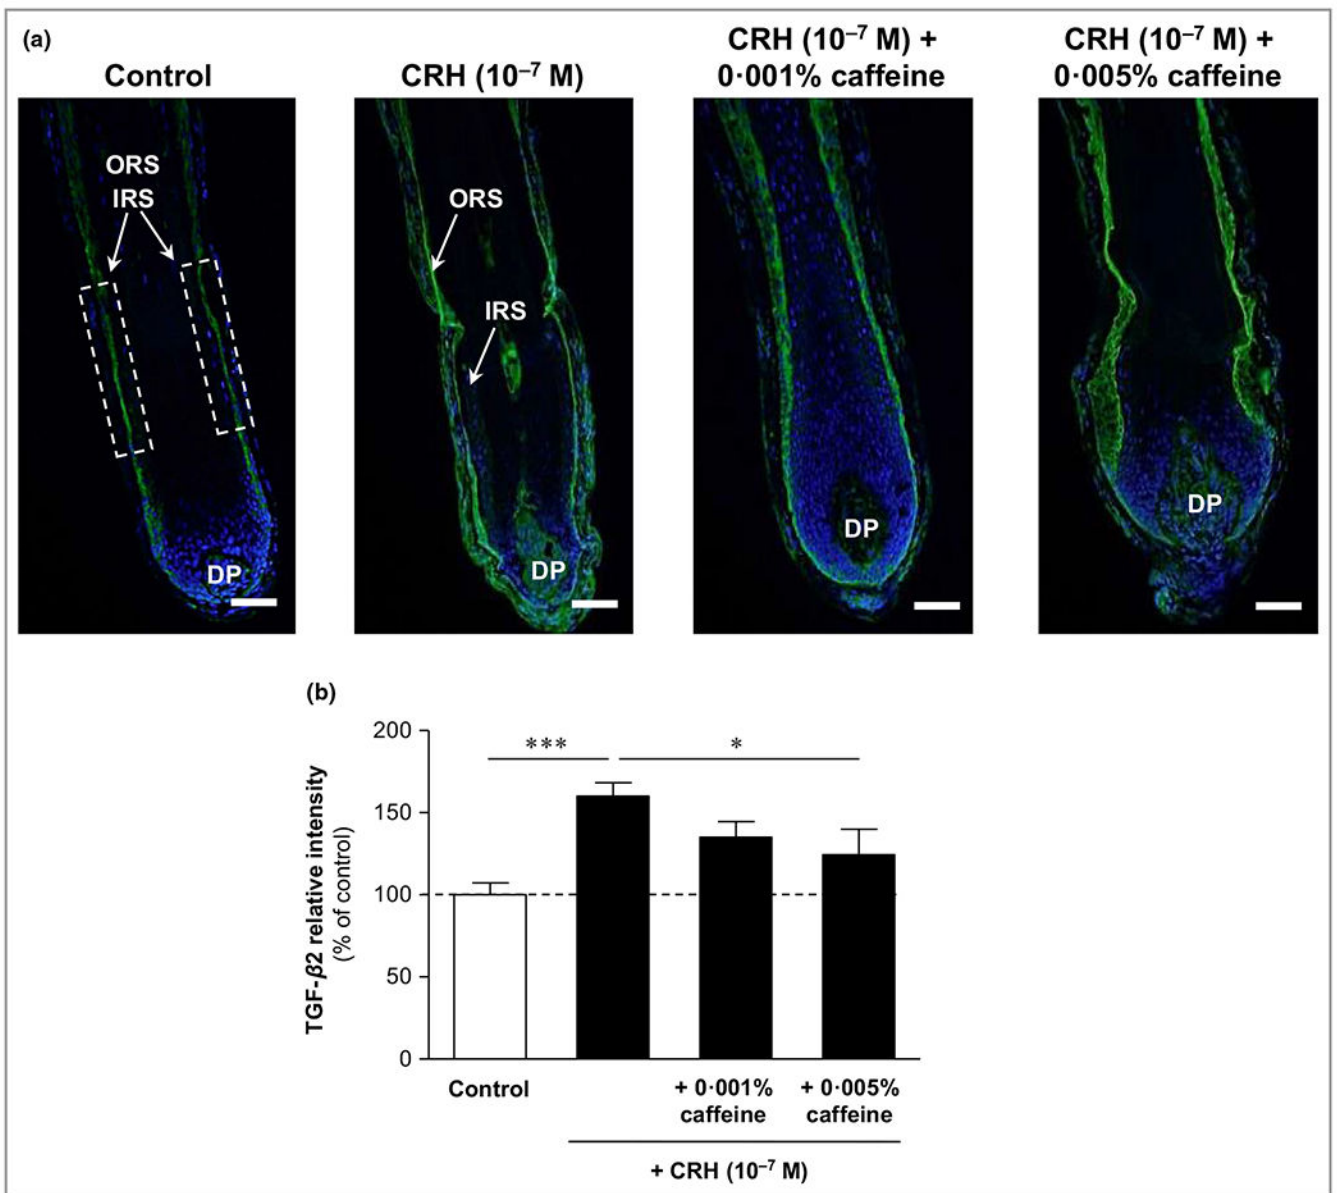 (a)
Control
CRH (10⁻⁷ M)
CRH (10⁻⁷ M) +
0·001% caffeine
CRH (10⁻⁷ M) +
0·005% caffeine
ORS
IRS
DP
ORS
IRS
DP
DP
DP
(b)
TGF-β2 relative intensity
(% of control)
200
150
100
50
0
***
*
Control
+ 0·001%
caffeine
+ 0·005%
caffeine
+ CRH (10⁻⁷ M)